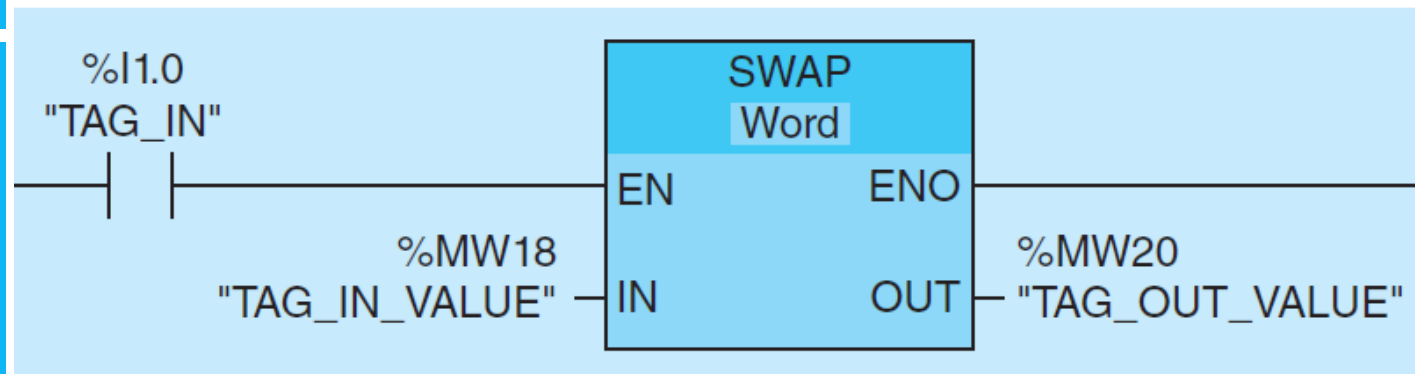 %I1.0
"TAG_IN"
SWAP
Word
EN
ENO
%MW18
"TAG_IN_VALUE"
IN
OUT
%MW20
"TAG_OUT_VALUE"